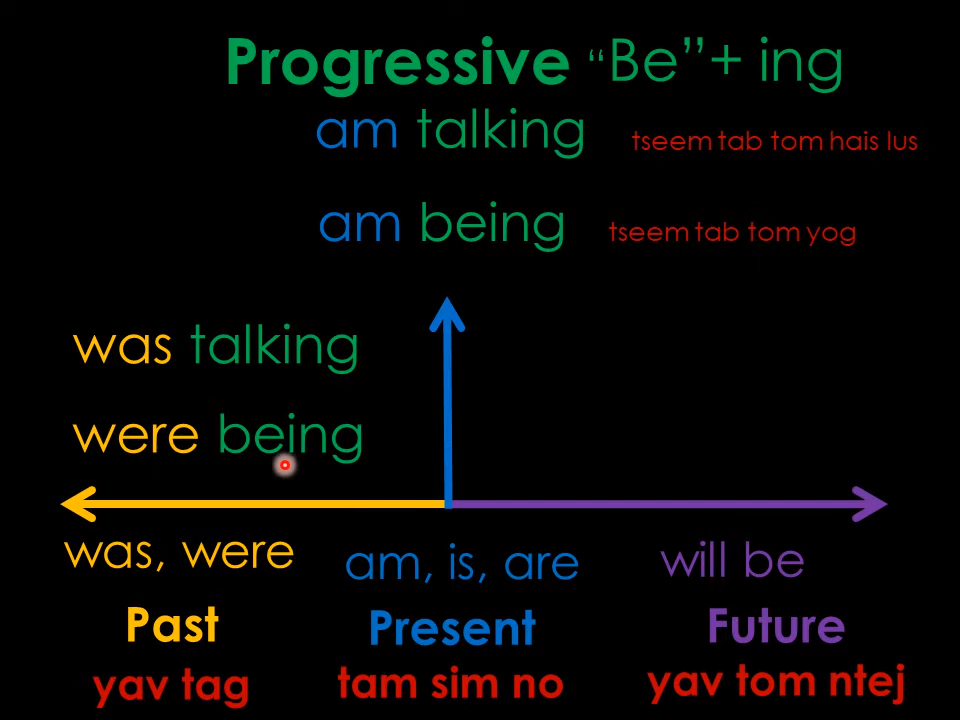 Progressive “Be”+ ing
am talking tseem tab tom hais lus
am being tseem tab tom yog
was talking
were being
was, were am, is, are will be
Past Present Future
yav tag tam sim no yav tom ntej